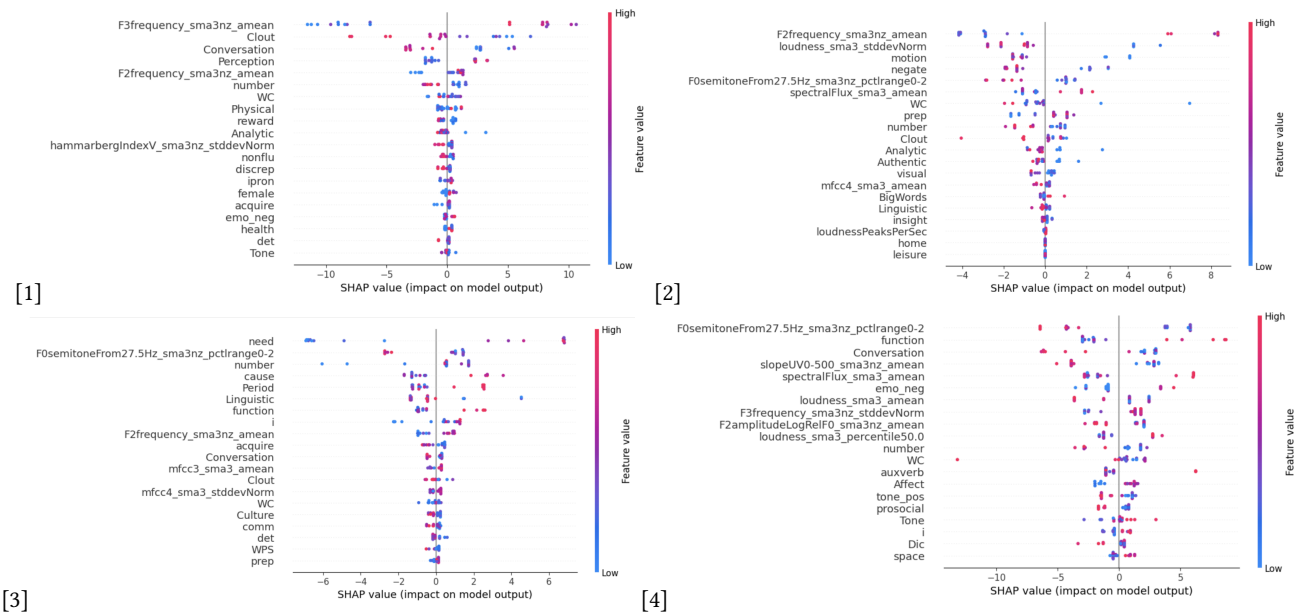 High
F3frequency_sma3nz_amean
Clout
Conversation
Perception
F2frequency_sma3nz_amean
number
WC
Physical
reward
Analytic
hammarbergIndexV_sma3nz_stddevNorm
nonflu
discrep
ipron
female
acquire
emo_neg
health
det
Tone
Low
Feature value
−10 −5 0 5 10
SHAP value (impact on model output)
[1]
High
F2frequency_sma3nz_amean
loudness_sma3_stddevNorm
motion
negate
F0semitoneFrom27.5Hz_sma3nz_pctlrange0-2
spectralFlux_sma3_amean
WC
prep
number
Clout
Analytic
Authentic
visual
mfcc4_sma3_amean
BigWords
Linguistic
insight
loudnessPeaksPerSec
home
leisure
Low
Feature value
−4 −2 0 2 4 6 8
SHAP value (impact on model output)
[2]
High
need
F0semitoneFrom27.5Hz_sma3nz_pctlrange0-2
number
cause
Period
Linguistic
function
i
F2frequency_sma3nz_amean
acquire
Conversation
mfcc3_sma3_amean
Clout
mfcc4_sma3_stddevNorm
WC
Culture
comm
det
WPS
prep
Low
Feature value
−6 −4 −2 0 2 4 6
SHAP value (impact on model output)
[3]
High
F0semitoneFrom27.5Hz_sma3nz_pctlrange0-2
function
Conversation
slopeUV0-500_sma3nz_amean
spectralFlux_sma3_amean
emo_neg
loudness_sma3_amean
F3frequency_sma3nz_stddevNorm
F2amplitudeLogRelF0_sma3nz_amean
loudness_sma3_percentile50.0
number
WC
auxverb
Affect
tone_pos
prosocial
Tone
i
Dic
space
Low
Feature value
−10 −5 0 5
SHAP value (impact on model output)
[4]